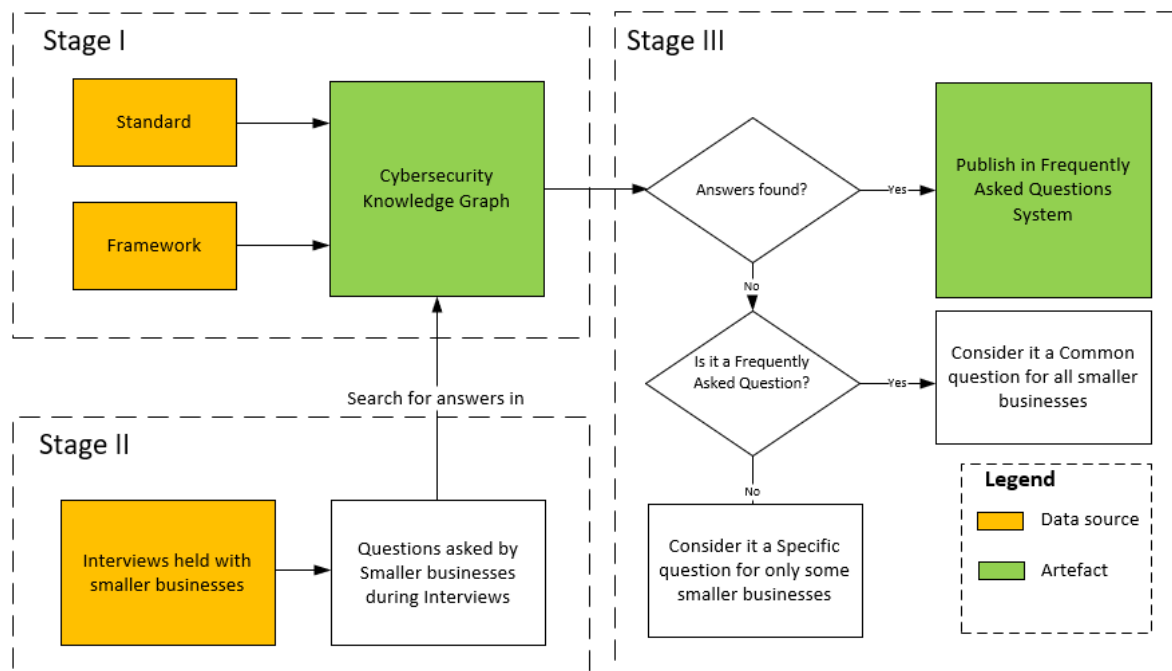 Stage I
Standard
Framework
Cybersecurity
Knowledge Graph
Search for answers in
Stage II
Interviews held with
smaller businesses
Questions asked by
Smaller businesses
during Interviews
Stage III
Answers found?
Yes
Publish in Frequently
Asked Questions
System
No
Is it a Frequently
Asked Question?
Yes
Consider it a Common
question for all smaller
businesses
No
Consider it a Specific
question for only some
smaller businesses
Legend
Data source
Artefact